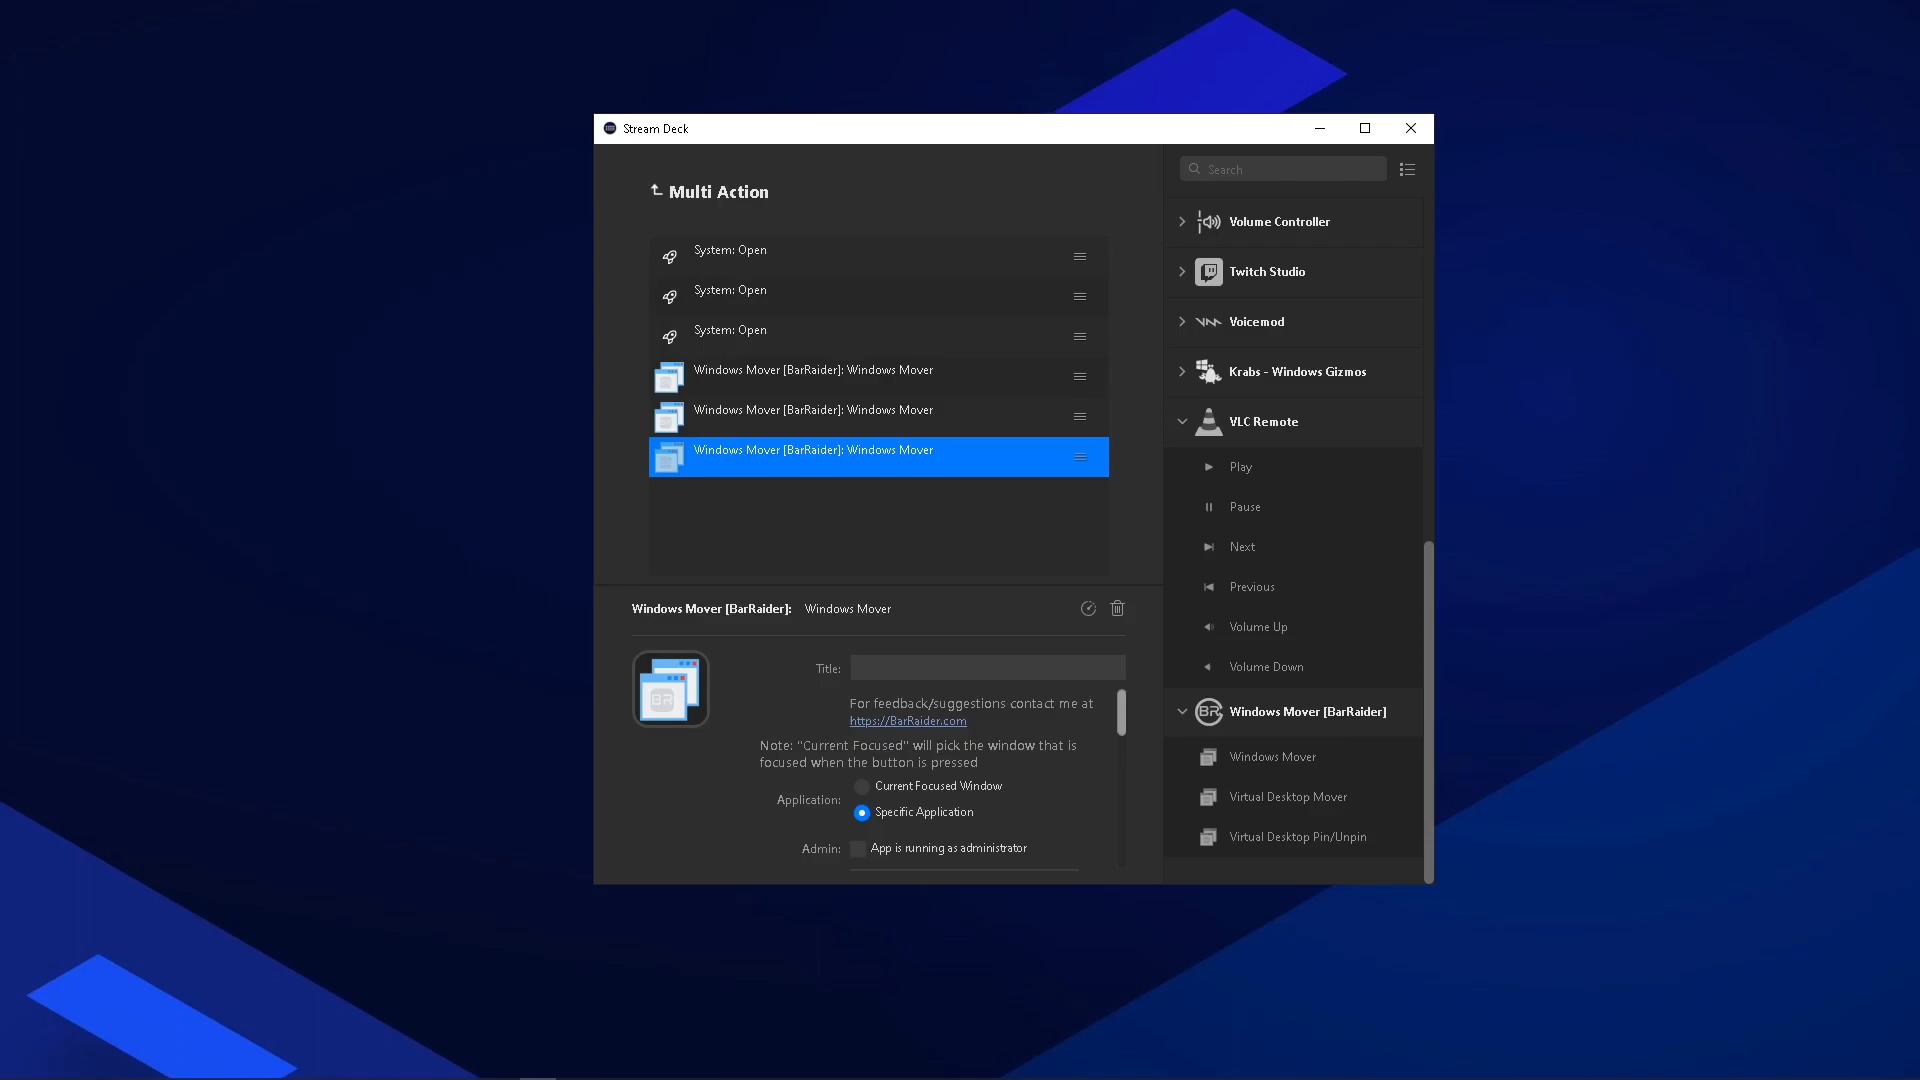 Stream Deck
Search
Multi Action
System: Open
System: Open
System: Open
Windows Mover [BarRaider]: Windows Mover
Windows Mover [BarRaider]: Windows Mover
Windows Mover [BarRaider]: Windows Mover
Windows Mover [BarRaider]: Windows Mover
Title:
For feedback/suggestions contact me at
https://BarRaider.com
Note: "Current Focused" will pick the window that is
focused when the button is pressed
Application:
Current Focused Window
Specific Application
Admin:
App is running as administrator
BR
Volume Controller
Twitch Studio
Voicemod
Krabs - Windows Gizmos
VLC Remote
Play
Pause
Next
Previous
Volume Up
Volume Down
BR
Windows Mover [BarRaider]
Windows Mover
Virtual Desktop Mover
Virtual Desktop Pin/Unpin